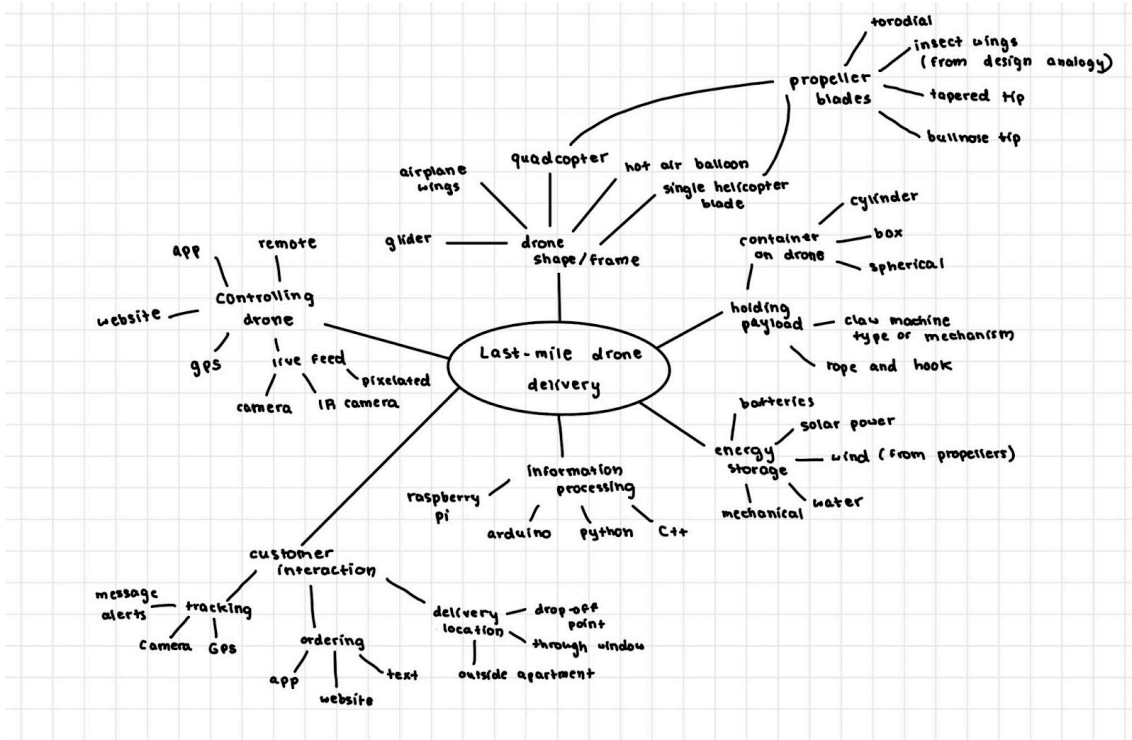 torodial
insect wings
(from design analogy)
propeller
blades
tapered tip
bullnose tip
quadcopter
airplane
wings
hot air balloon
single helicopter
blade
glider
drone
shape/frame
cylinder
container
on drone
box
spherical
app
remote
controlling
drone
website
gps
live feed
pixelated
camera
IR camera
holding
payload
claw machine
type of mechanism
rope and hook
Last-mile drone
delivery
batteries
solar power
energy
storage
wind (from propellers)
water
mechanical
information
processing
raspberry
pi
arduino
python
C++
customer
interaction
message
alerts
tracking
Camera
GPS
ordering
app
website
text
delivery
location
drop-off
point
through window
outside apartment